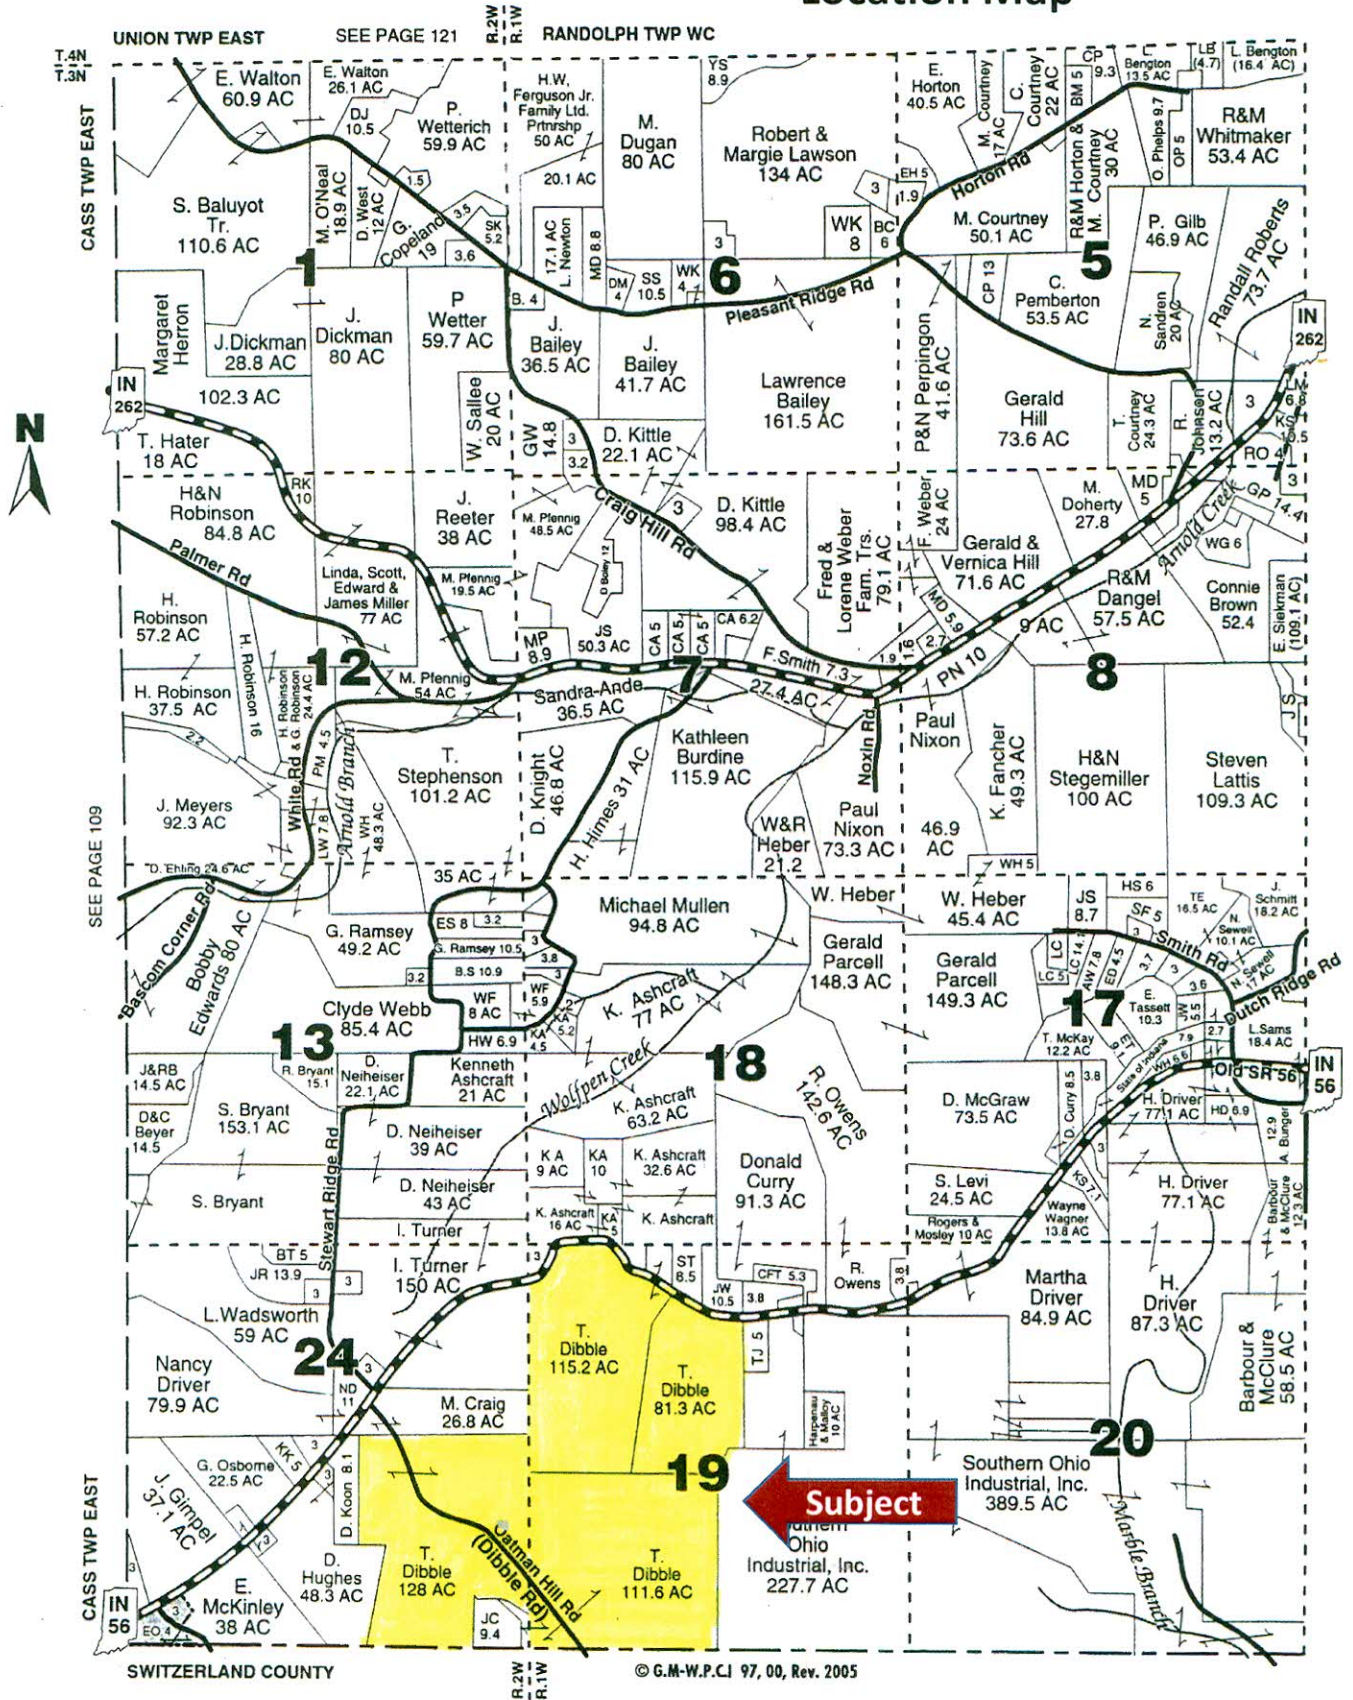 Location Map
UNION TWP EAST
SEE PAGE 121
R.2W
R.1W
RANDOLPH TWP WC
T.4N
T.3N
CASS TWP EAST
E. Walton
60.9 AC
E. Walton
26.1 AC
DJ
10.5
P.
Wetterich
59.9 AC
H.W,
Ferguson Jr.
Family Ltd.
Prtnrshp
50 AC
20.1 AC
M.
Dugan
80 AC
YS
8.9
Robert &
Margie Lawson
134 AC
E.
Horton
40.5 AC
M. Courtney
17 AC
C.
Courtney
22 AC
BM 5
CP
9.3
L
Bengton
13.5 AC
LB
(4.7)
L. Bengton
(16.4 AC)
R&M
Whitmaker
53.4 AC
O. Phelps 9.7
OP 5
R&M Horton &
M. Courtney
30 AC
Horton Rd
EH 5
1.9
3
WK
8
BC
6
M. Courtney
50.1 AC
P. Gilb
46.9 AC
Randall Roberts
73.7 AC
S. Baluyot
Tr.
110.6 AC
M. O'Neal
18.9 AC
D. West
12 AC
G.
Copeland
19
1.5
3.5
SK
5.2
3.6
17.1 AC
L. Newton
MD 8.8
DM
4
SS
10.5
WK
4
3
1
6
5
Pleasant Ridge Rd
CP 13
C.
Pemberton
53.5 AC
N.
Sandren
20 AC
IN
262
Margaret
Herron
J.Dickman
28.8 AC
J.
Dickman
80 AC
P
Wetter
59.7 AC
B. 4
J.
Bailey
36.5 AC
J.
Bailey
41.7 AC
Lawrence
Bailey
161.5 AC
P&N Perpingon
41.6 AC
Gerald
Hill
73.6 AC
T.
Courtney
24.3 AC
R.
Johnson
13.2 AC
3
RO 4
3
N
IN
262
102.3 AC
T. Hater
18 AC
W. Sallee
20 AC
GW
14.8
3
3.2
D. Kittle
22.1 AC
H&N
Robinson
84.8 AC
RK
10
J.
Reeter
38 AC
M. Pfennig
48.5 AC
Craig Hill Rd
3
D. Kittle
98.4 AC
Fred &
Lorene Weber
Fam. Trs.
79.1 AC
F. Weber
24 AC
Gerald &
Vernica Hill
71.6 AC
M.
Doherty
27.8
MD
5
Arnold Creek
GP 14.4
WG 6
Palmer Rd
Linda, Scott,
Edward &
James Miller
77 AC
M. Pfennig
19.5 AC
D Boley 12
H.
Robinson
57.2 AC
H. Robinson 16
H. Robinson
& G. Robinson
24.4 AC
MP
8.9
JS
50.3 AC
CA 5
CA 5
CA 5
CA 6.2
MD 5.9
2.7
1.6
1.9
9 AC
R&M
Dangel
57.5 AC
Connie
Brown
52.4
E. Siekman
(109.1 AC)
12
7
8
F.Smith 7.3
PN 10
H. Robinson
37.5 AC
M. Pfennig
54 AC
Sandra-Ande
36.5 AC
27.4 AC
2.2
White Rd
PM 4.5
Arnold Branch
T.
Stephenson
101.2 AC
D. Knight
46.8 AC
H. Himes 31 AC
Kathleen
Burdine
115.9 AC
Noxin Rd
Paul
Nixon
K. Fancher
49.3 AC
H&N
Stegemiller
100 AC
JS
Steven
Lattis
109.3 AC
J. Meyers
92.3 AC
LW 7.8
WH
48.3 AC
W&R
Heber
21.2
Paul
Nixon
73.3 AC
46.9
AC
WH 5
SEE PAGE 109
D. Ehling 24.6 AC
35 AC
Bascom Corner Rd
Bobby
Edwards 80 AC
G. Ramsey
49.2 AC
ES 8
3.2
G. Ramsey 10.5
3
3.8
3.2
B.S 10.9
3
WF
8 AC
WF
5.9
Michael Mullen
94.8 AC
W. Heber
W. Heber
45.4 AC
JS
8.7
HS 6
SF 5
3
TE
16.5 AC
J.
Schmitt
18.2 AC
N.
Sewell
10.1 AC
N. Sewell
17 AC
Smith Rd
Dutch Ridge Rd
Gerald
Parcell
148.3 AC
Gerald
Parcell
149.3 AC
LC
LC 5
LC 14.1
AW 7.8
ED 4.5
3.7
3
3.6
17
E.
Tassett
10.3
JW
5.5
2.7
L.Sams
18.4 AC
Clyde Webb
85.4 AC
HW 6.9
KA
4.5
KA
5.2
K. Ashcraft
77 AC
T. McKay
12.2 AC
ET
9.1
7.9
State of Indiana
WH 6.6
Old SR 56
IN
56
13
18
J&RB
14.5 AC
R. Bryant
15.1
D.
Neiheiser
22.1 AC
Kenneth
Ashcraft
21 AC
Wolfpen Creek
K. Ashcraft
63.2 AC
R. Owens
142.6 AC
D. McGraw
73.5 AC
D. Curry 8.5
3.8
H. Driver
77.1 AC
HD 6.9
12.9
A. Bunger
D&C
Beyer
14.5
S. Bryant
153.1 AC
Stewart Ridge Rd
D. Neiheiser
39 AC
K A
9 AC
KA
10
K. Ashcraft
32.6 AC
Donald
Curry
91.3 AC
3
KS 7.1
H. Driver
77.1 AC
Barbour
& McClure
12.3 AC
S. Bryant
D. Neiheiser
43 AC
K. Ashcraft
16 AC
KA
5
K. Ashcraft
S. Levi
24.5 AC
Rogers &
Mosley 10 AC
Wayne
Wagner
13.8 AC
I. Turner
BT 5
JR 13.9
3
3
I. Turner
150 AC
3
ST
8.5
JW
10.5
CFT 5.3
3.8
R.
Owens
3.8
Martha
Driver
84.9 AC
H.
Driver
87.3 AC
L.Wadsworth
59 AC
24
3
T.
Dibble
115.2 AC
T.
Dibble
81.3 AC
TJ 5
Harpenau
& Malloy
10 AC
Barbour &
McClure
58.5 AC
Nancy
Driver
79.9 AC
ND
11
M. Craig
26.8 AC
19
20
KK 5
3
3
G. Osborne
22.5 AC
D. Koon 8.1
Southern Ohio
Industrial, Inc.
389.5 AC
Subject
J. Gimpel
37.1 AC
1
3
Oatman Hill Rd
(Dibble Rd)
Ohio
Industrial, Inc.
227.7 AC
Marble Branch
CASS TWP EAST
3
D.
Hughes
48.3 AC
T.
Dibble
128 AC
T.
Dibble
111.6 AC
IN
56
3
EO 4
E.
McKinley
38 AC
JC
9.4
SWITZERLAND COUNTY
R.2W
R.1W
© G.M-W.P.C.I 97, 00, Rev. 2005